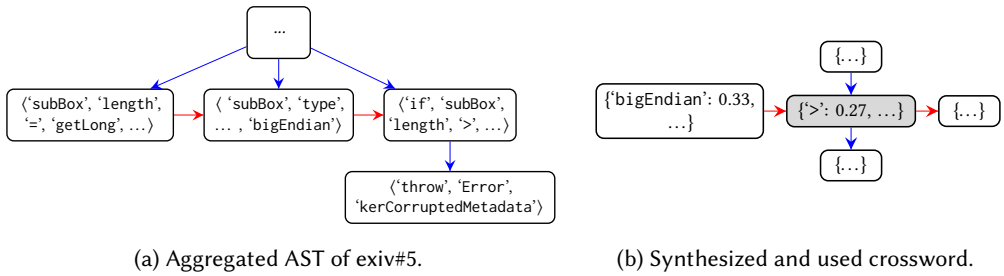 ...
⟨‘subBox’, ‘length’,
‘=’, ‘getLong’, ...⟩
⟨ ‘subBox’, ‘type’,
... , ‘bigEndian’⟩
⟨‘if’, ‘subBox’,
‘length’, ‘>’, ...⟩
⟨‘throw’, ‘Error’,
‘kerCorruptedMetadata’⟩
(a) Aggregated AST of exiv#5.
{...}
{‘bigEndian’: 0.33,
...}
{‘>’: 0.27, ...}
{...}
{...}
(b) Synthesized and used crossword.